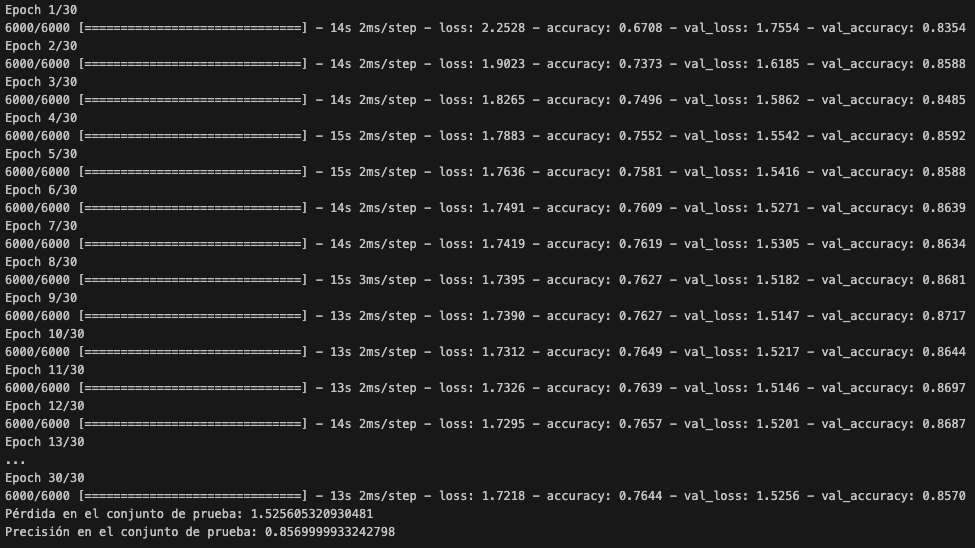 Epoch 1/30
6000/6000 [==============================] - 14s 2ms/step - loss: 2.2528 - accuracy: 0.6708 - val_loss: 1.7554 - val_accuracy: 0.8354
Epoch 2/30
6000/6000 [==============================] - 14s 2ms/step - loss: 1.9023 - accuracy: 0.7373 - val_loss: 1.6185 - val_accuracy: 0.8588
Epoch 3/30
6000/6000 [==============================] - 14s 2ms/step - loss: 1.8265 - accuracy: 0.7496 - val_loss: 1.5862 - val_accuracy: 0.8485
Epoch 4/30
6000/6000 [==============================] - 15s 2ms/step - loss: 1.7883 - accuracy: 0.7552 - val_loss: 1.5542 - val_accuracy: 0.8592
Epoch 5/30
6000/6000 [==============================] - 15s 2ms/step - loss: 1.7636 - accuracy: 0.7581 - val_loss: 1.5416 - val_accuracy: 0.8588
Epoch 6/30
6000/6000 [==============================] - 14s 2ms/step - loss: 1.7491 - accuracy: 0.7609 - val_loss: 1.5271 - val_accuracy: 0.8639
Epoch 7/30
6000/6000 [==============================] - 14s 2ms/step - loss: 1.7419 - accuracy: 0.7619 - val_loss: 1.5305 - val_accuracy: 0.8634
Epoch 8/30
6000/6000 [==============================] - 15s 3ms/step - loss: 1.7395 - accuracy: 0.7627 - val_loss: 1.5182 - val_accuracy: 0.8681
Epoch 9/30
6000/6000 [==============================] - 13s 2ms/step - loss: 1.7390 - accuracy: 0.7627 - val_loss: 1.5147 - val_accuracy: 0.8717
Epoch 10/30
6000/6000 [==============================] - 13s 2ms/step - loss: 1.7312 - accuracy: 0.7649 - val_loss: 1.5217 - val_accuracy: 0.8644
Epoch 11/30
6000/6000 [==============================] - 13s 2ms/step - loss: 1.7326 - accuracy: 0.7639 - val_loss: 1.5146 - val_accuracy: 0.8697
Epoch 12/30
6000/6000 [==============================] - 14s 2ms/step - loss: 1.7295 - accuracy: 0.7657 - val_loss: 1.5201 - val_accuracy: 0.8687
Epoch 13/30
...
Epoch 30/30
6000/6000 [==============================] - 13s 2ms/step - loss: 1.7218 - accuracy: 0.7644 - val_loss: 1.5256 - val_accuracy: 0.8570
Pérdida en el conjunto de prueba: 1.525605320930481
Precisión en el conjunto de prueba: 0.8569999933242798